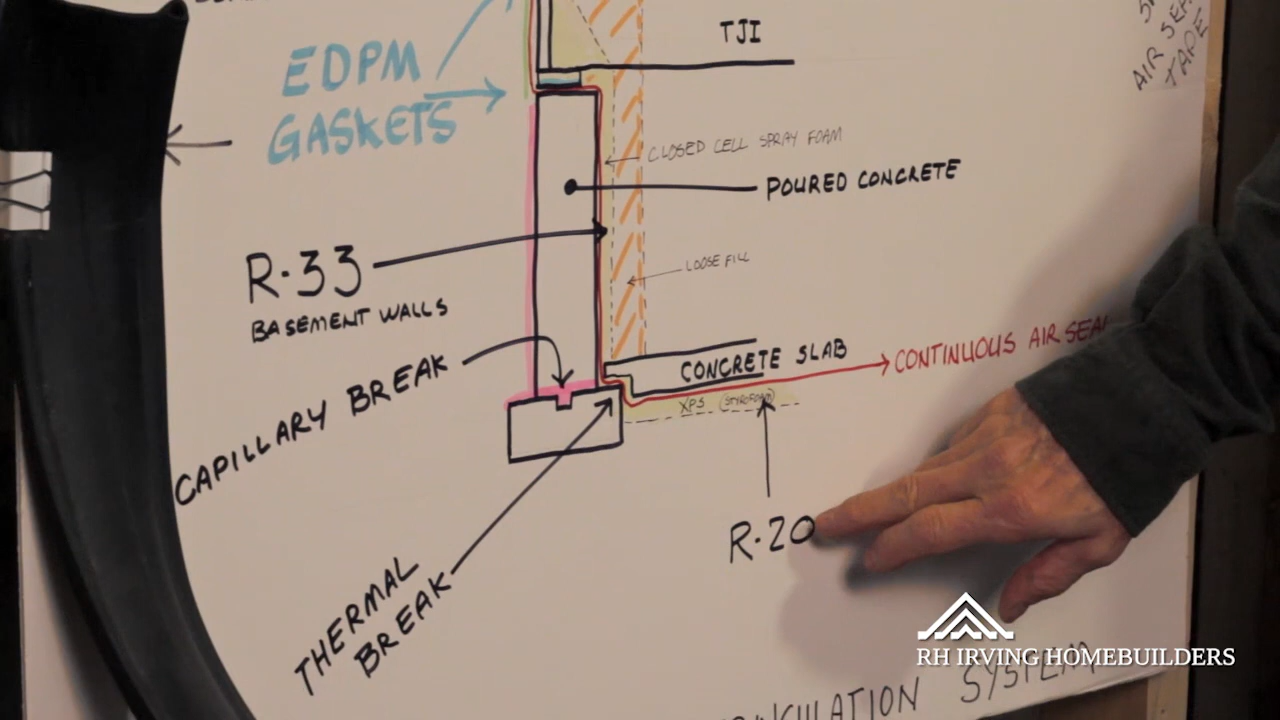 TJI
EDPM
GASKETS
AIR SEA
TAPE
CLOSED CELL SPRAY FOAM
POURED CONCRETE
R-33
BASEMENT WALLS
LOOSE FILL
CAPILLARY BREAK
CONCRETE SLAB
CONTINUOUS AIR SEA
XPS (STYROFOAM)
R-20
THERMAL
BREAK
RH IRVING HOMEBUILDERS
SYSTEM